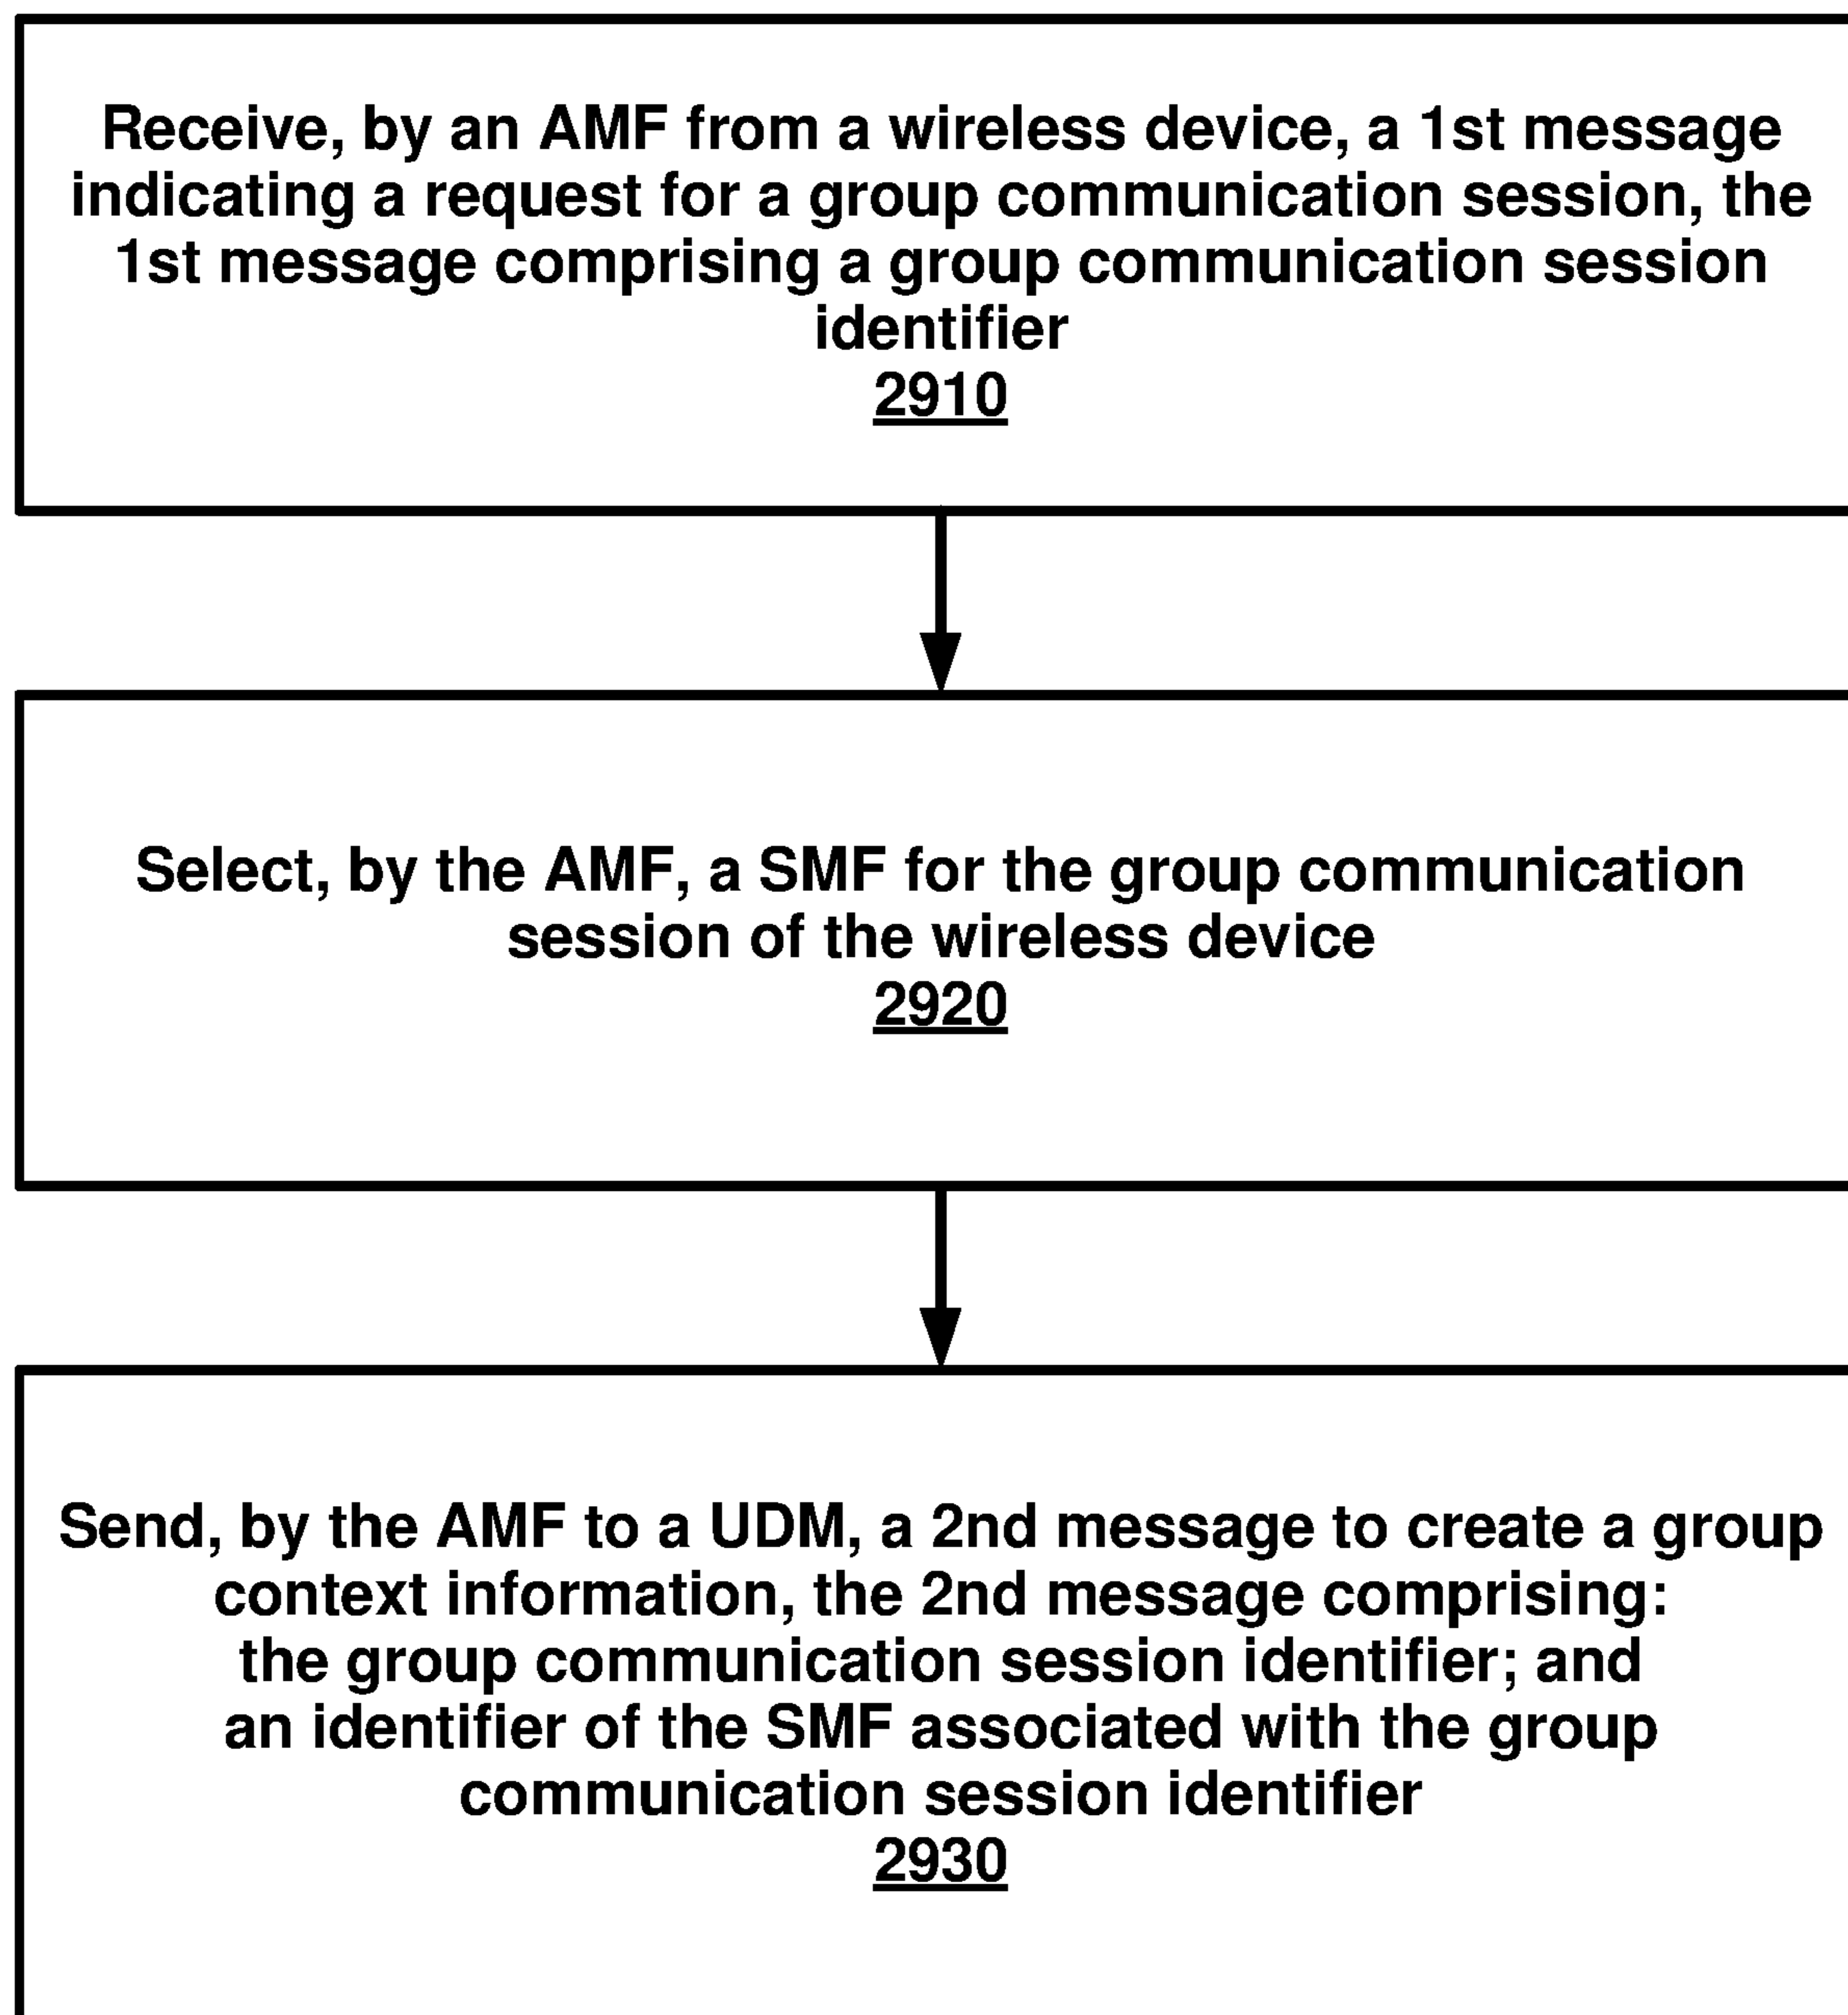 Receive, by an AMF from a wireless device, a 1st message
indicating a request for a group communication session, the
1st message comprising a group communication session
identifier
2910
Select, by the AMF, a SMF for the group communication
session of the wireless device
2920
Send, by the AMF to a UDM, a 2nd message to create a group
context information, the 2nd message comprising:
the group communication session identifier; and
an identifier of the SMF associated with the group
communication session identifier
2930